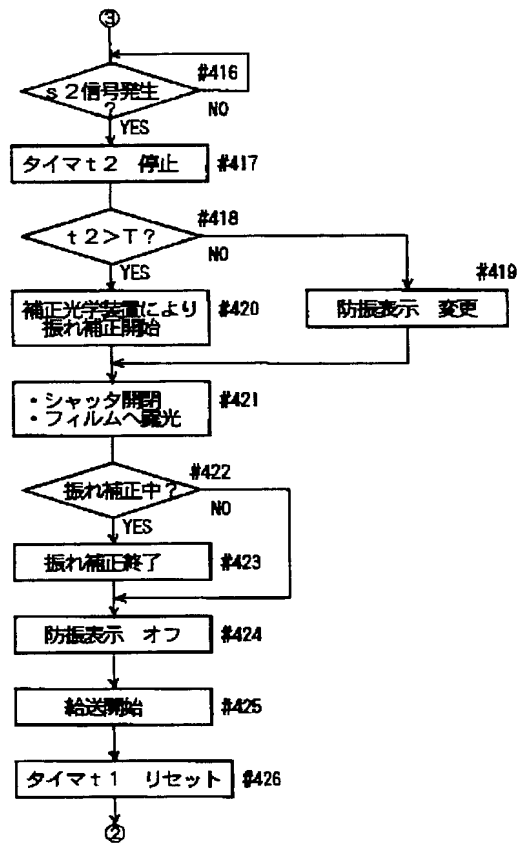 ③
#416
s2信号発生
?
NO
YES
タイマt2 停止 #417
#418
t2>T?
NO
YES
#419
補正光学装置により
振れ補正開始
#420
防振表示 変更
・シャッタ開閉
・フィルムへ露光
#421
#422
振れ補正中?
NO
YES
振れ補正終了 #423
防振表示 オフ #424
給送開始 #425
タイマt1 リセット #426
②